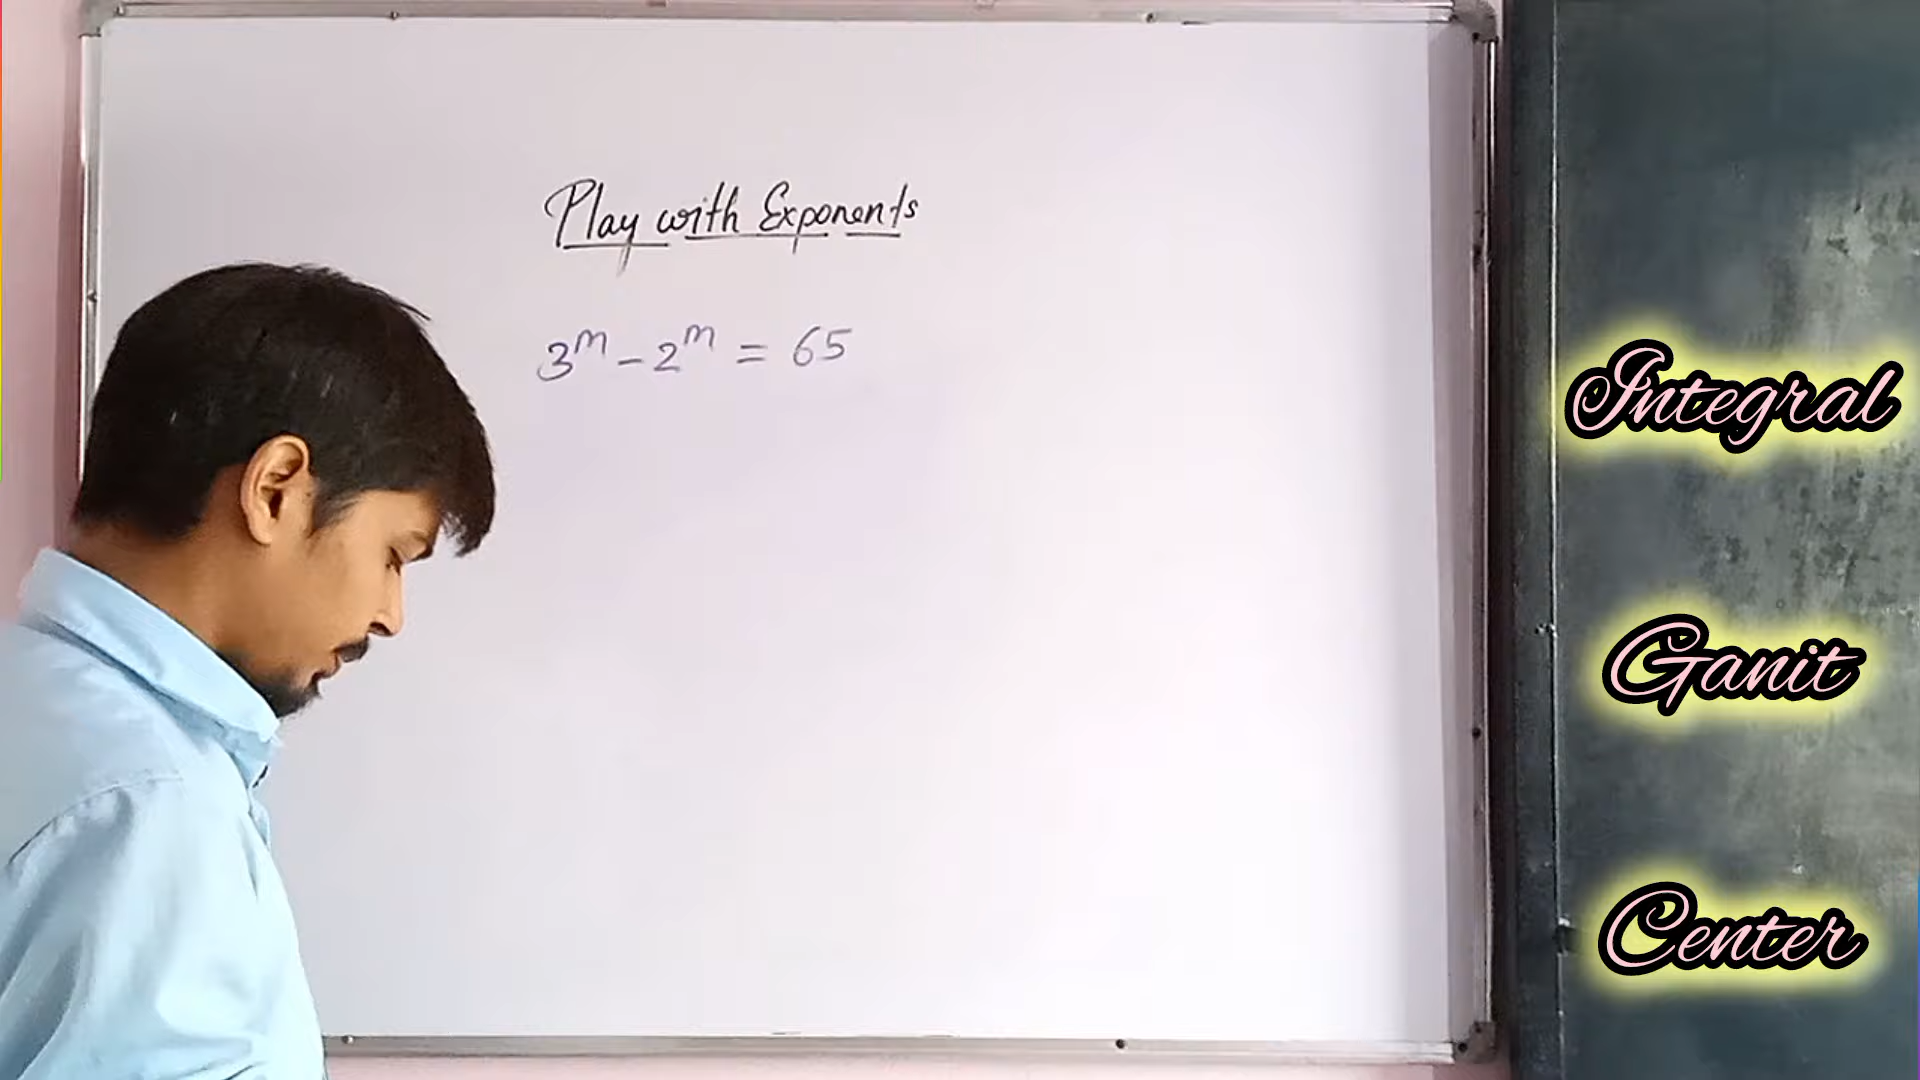 Play with Exponents
3^m - 2^m = 65
Integral
Ganit
Center